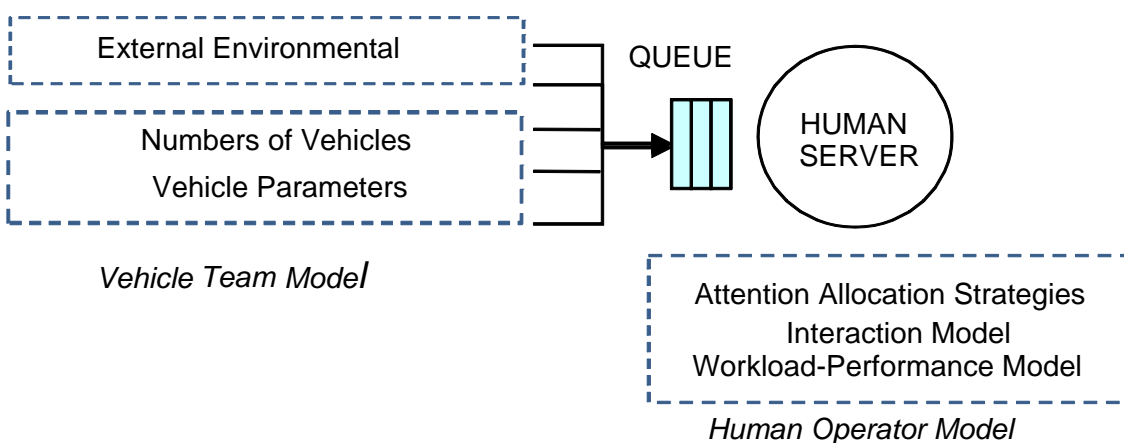 External Environmental
Numbers of Vehicles
Vehicle Parameters
Vehicle Team Model
QUEUE
HUMAN
SERVER
Attention Allocation Strategies
Interaction Model
Workload-Performance Model
Human Operator Model